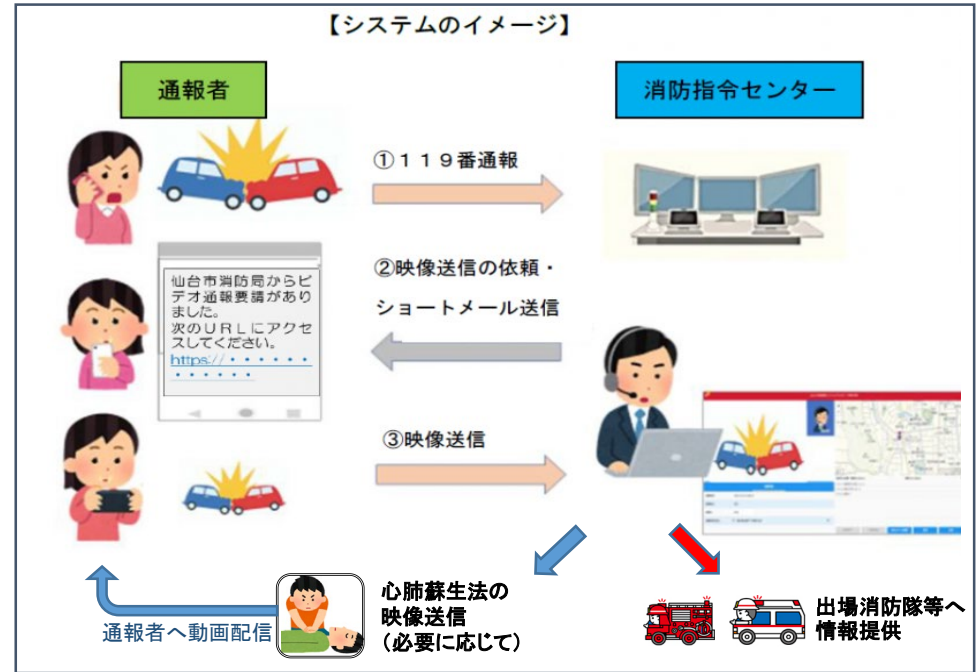 【システムのイメージ】
通報者
消防指令センター
①119番通報
仙台市消防局からビ
デオ通報要請があり
ました。
次のURLにアクセ
スしてください。
https://・・・・・・
・・・・・・
②映像送信の依頼・
ショートメール送信
③映像送信
通報者へ動画配信
心肺蘇生法の
映像送信
（必要に応じて）
出場消防隊等へ
情報提供